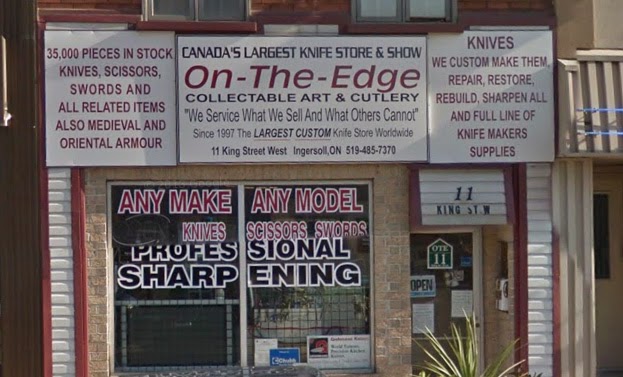 35,000 PIECES IN STOCK
KNIVES, SCISSORS,
SWORDS AND
ALL RELATED ITEMS
ALSO MEDIEVAL AND
ORIENTAL ARMOUR
CANADA'S LARGEST KNIFE STORE & SHOW
On-The-Edge
COLLECTABLE ART & CUTLERY
"We Service What We Sell And What Others Cannot"
Since 1997 The LARGEST CUSTOM Knife Store Worldwide
11 King Street West Ingersoll,ON 519-485-7370
KNIVES
WE CUSTOM MAKE THEM,
REPAIR, RESTORE,
REBUILD, SHARPEN ALL
AND FULL LINE OF
KNIFE MAKERS
SUPPLIES
ANY MAKE ANY MODEL
KNIVES SCISSORS SWORDS
PROFESSIONAL
SHARPENING
11
KING ST. W
OTE
11
OPEN